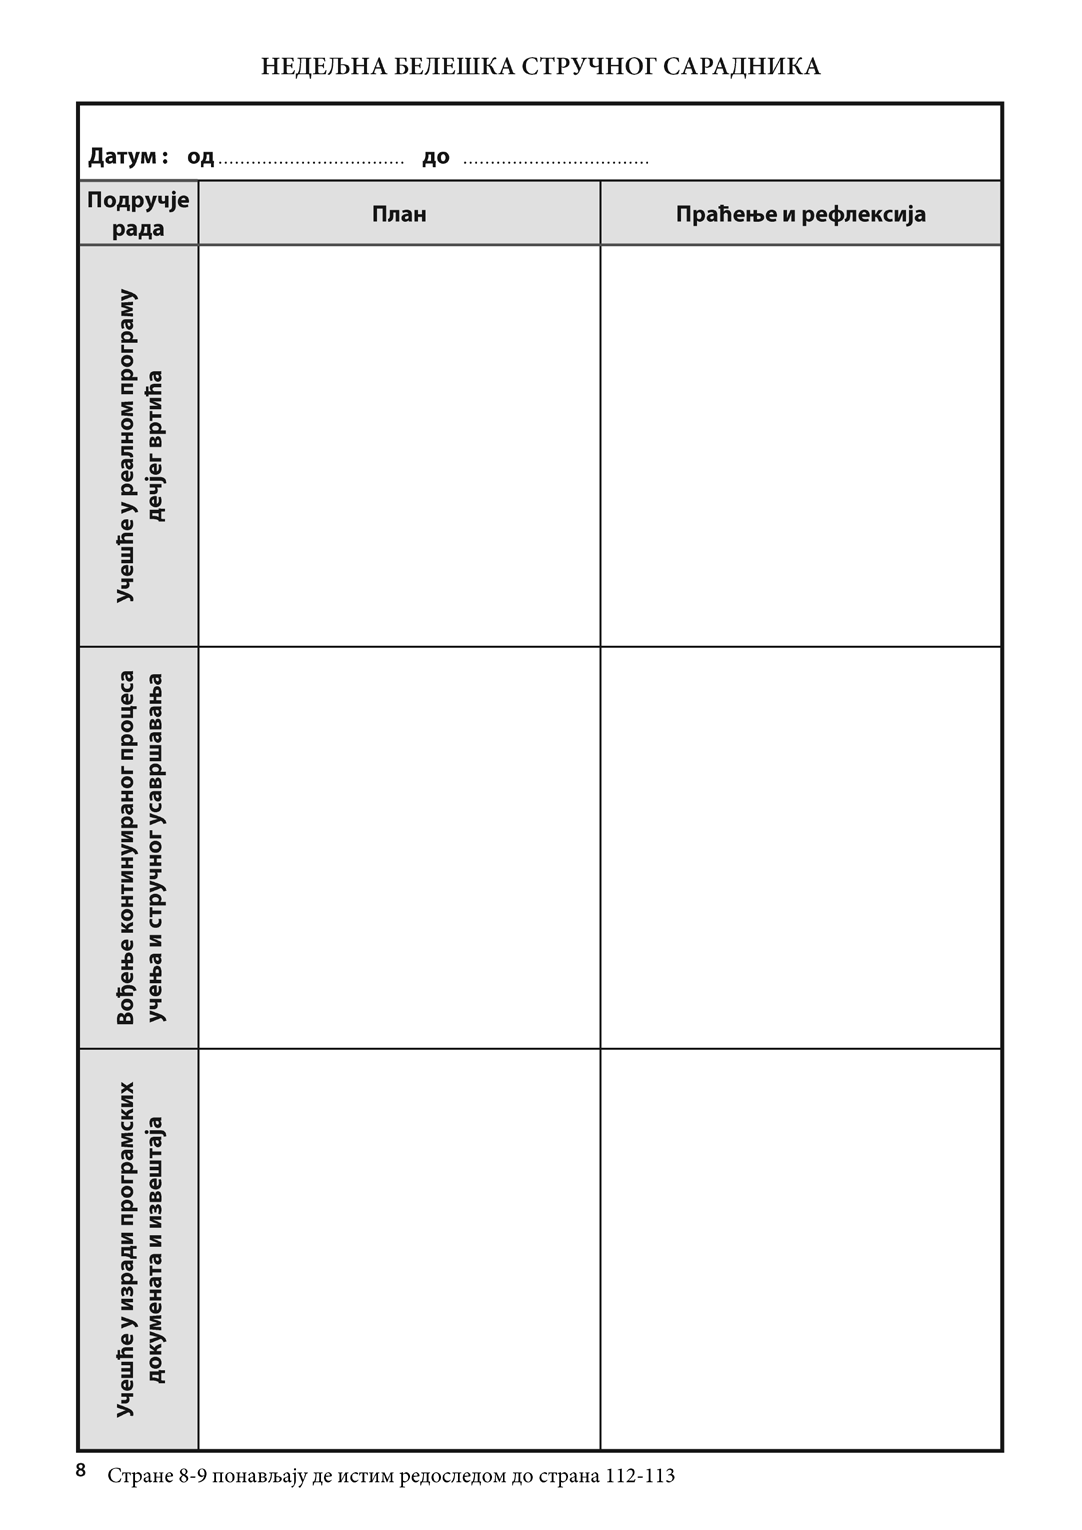 НЕДЕЉНА БЕЛЕШКА СТРУЧНОГ САРАДНИКА
Датум : од ................................. до .................................
Подручје
рада
План
Праћење и рефлексија
Учешће у реалном програму
дечјег вртића
Вођење континуираног процеса
учења и стручног усавршавања
Учешће у изради програмских
докумената и извештаја
8 Стране 8-9 понављају де истим редоследом до страна 112-113